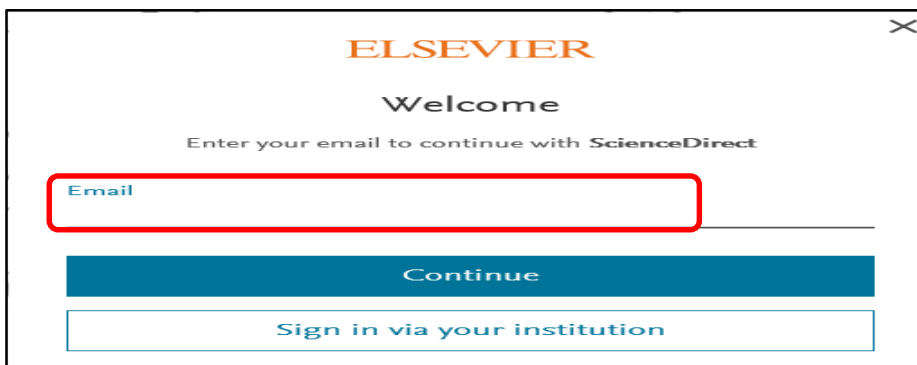 ELSEVIER
Welcome
Enter your email to continue with ScienceDirect
Email
Continue
Sign in via your institution